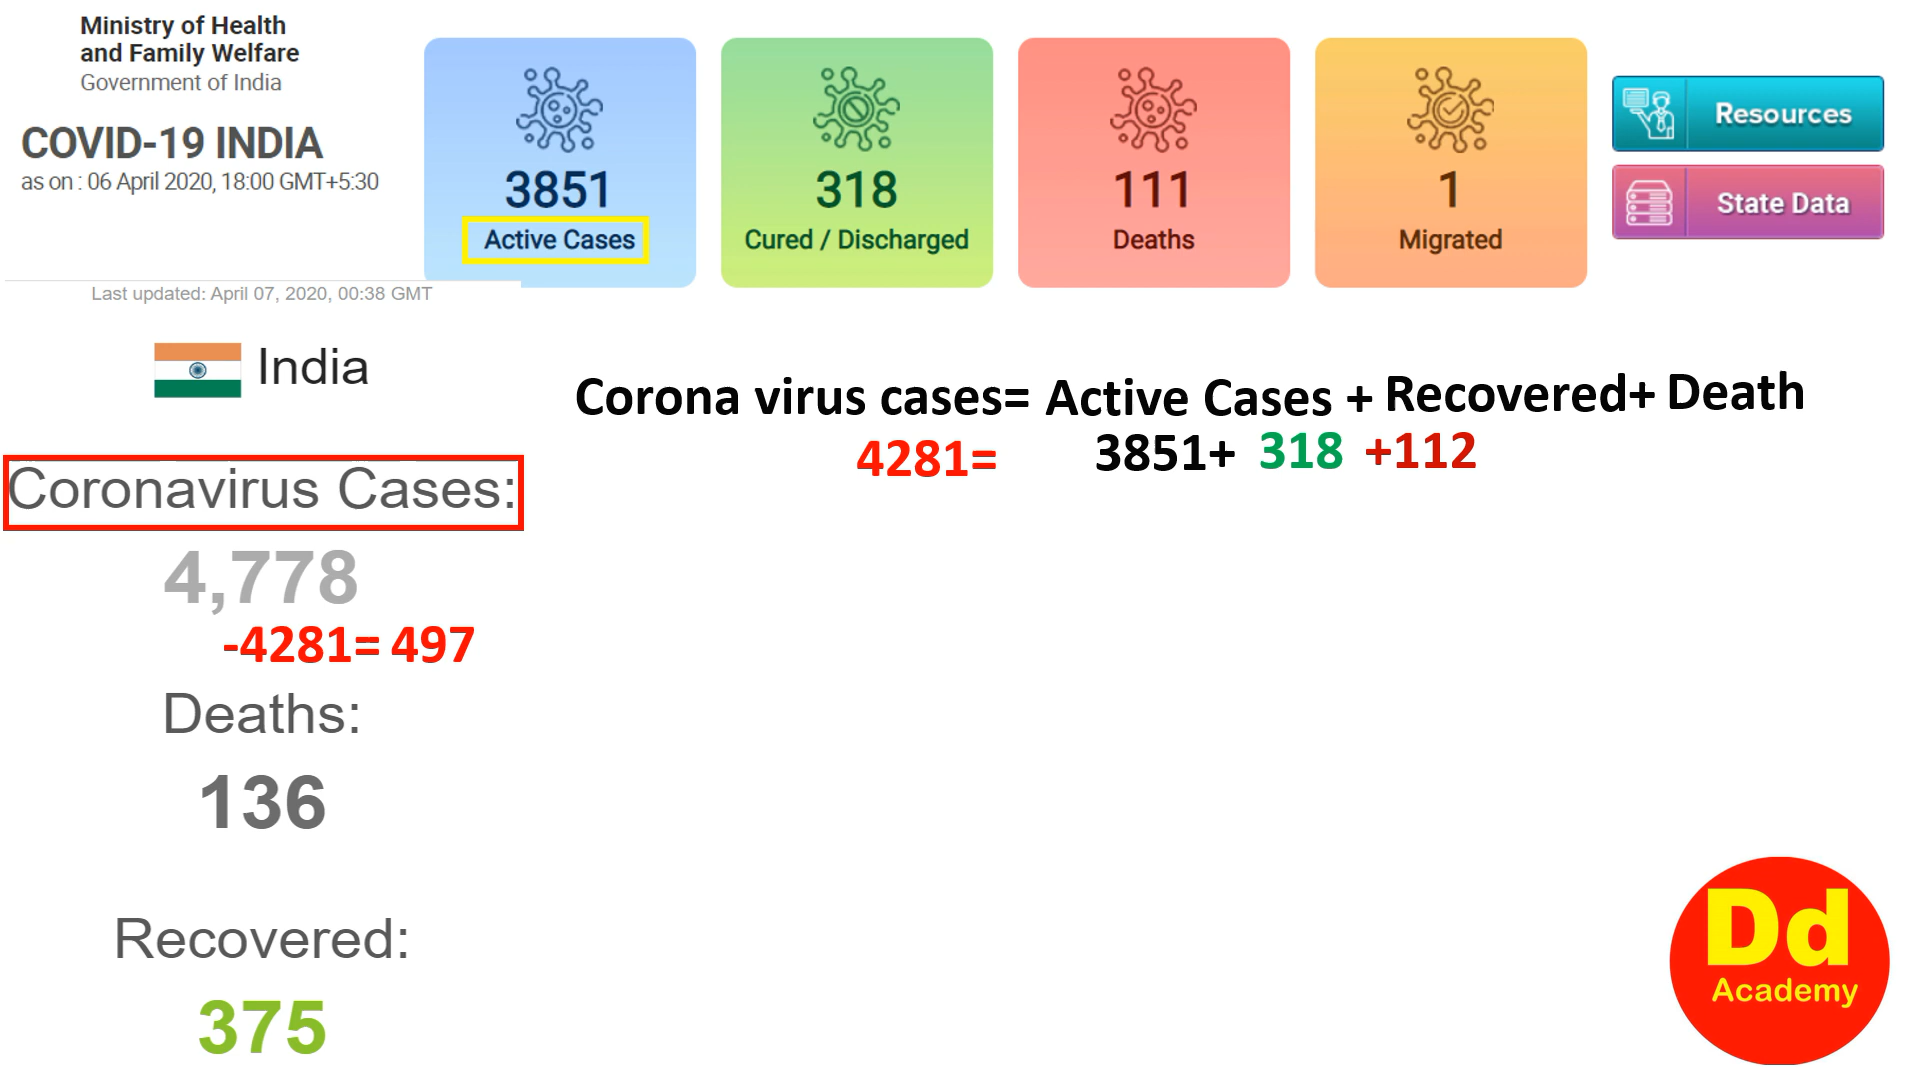 Ministry of Health
and Family Welfare
Government of India
COVID-19 INDIA
as on : 06 April 2020, 18:00 GMT+5:30
3851
Active Cases
318
Cured / Discharged
111
Deaths
1
Migrated
Resources
State Data
Last updated: April 07, 2020, 00:38 GMT
India
Corona virus cases= Active Cases + Recovered+ Death
4281= 3851+ 318 +112
Coronavirus Cases:
4,778
-4281= 497
Deaths:
136
Recovered:
375
Dd
Academy